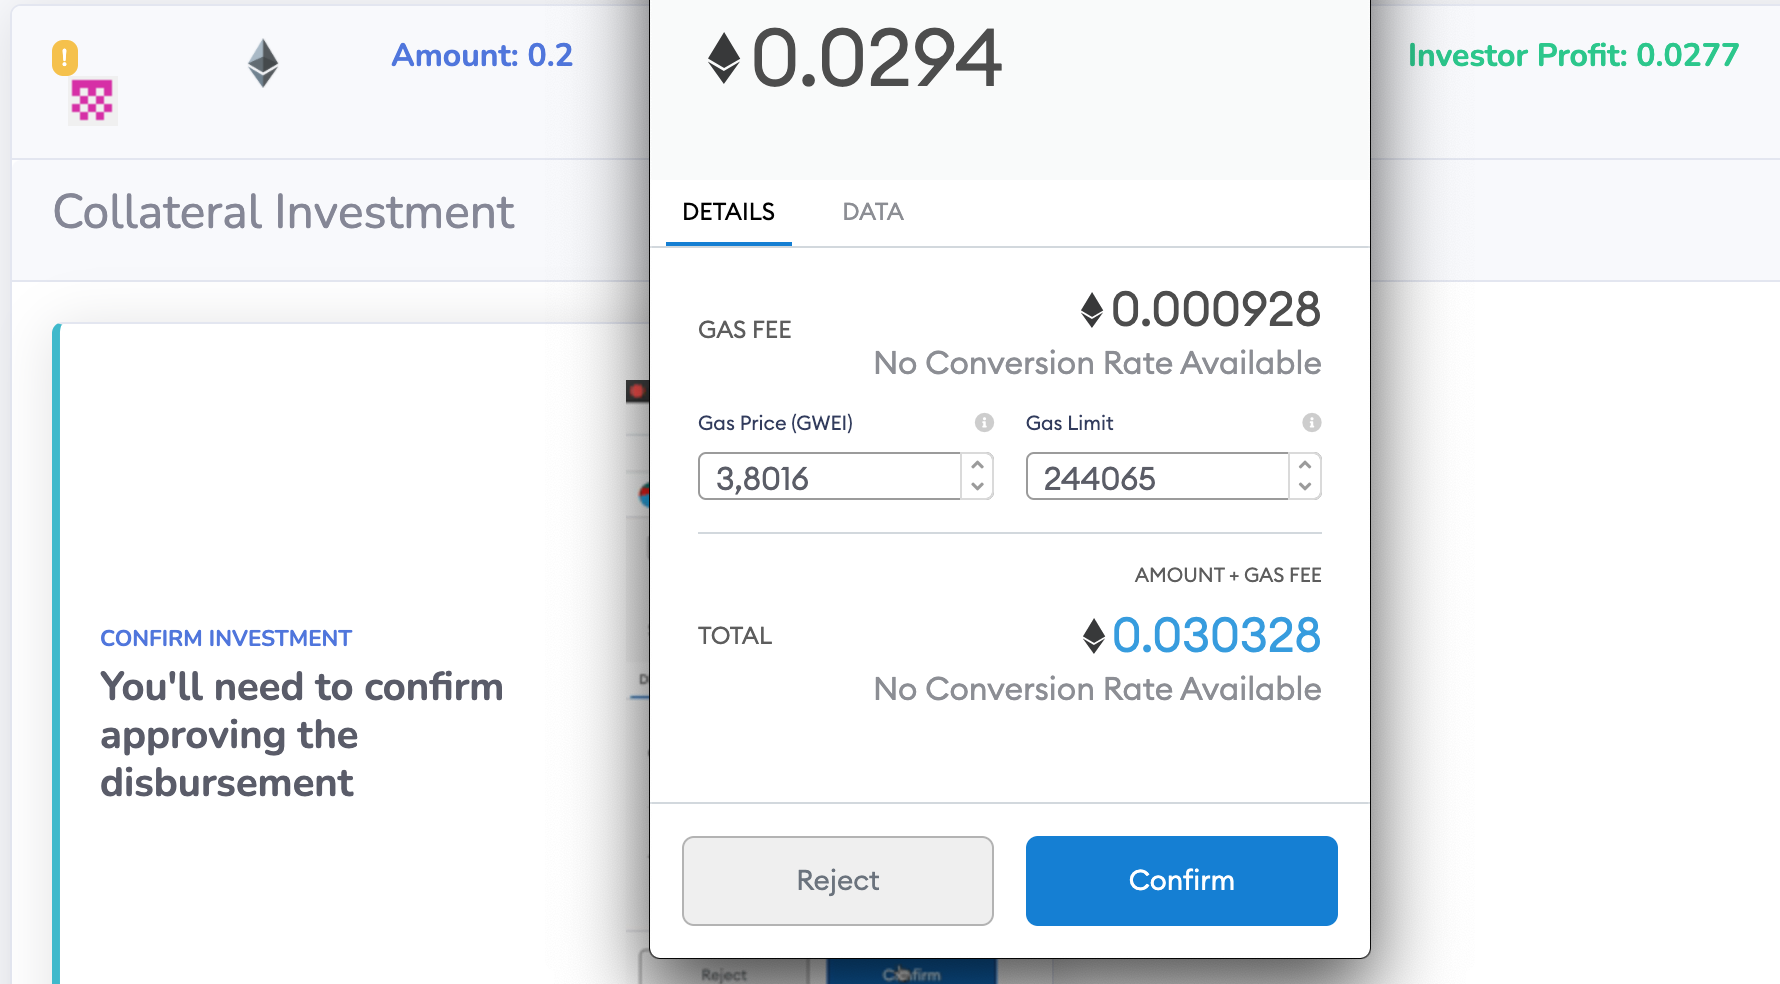 !
Amount: 0.2
0.0294
Investor Profit: 0.0277
Collateral Investment
DETAILS
DATA
GAS FEE
0.000928
No Conversion Rate Available
Gas Price (GWEI)
Gas Limit
3,8016
244065
AMOUNT + GAS FEE
TOTAL
0.030328
No Conversion Rate Available
CONFIRM INVESTMENT
You'll need to confirm
approving the
disbursement
Reject
Confirm
Reject
Confirm